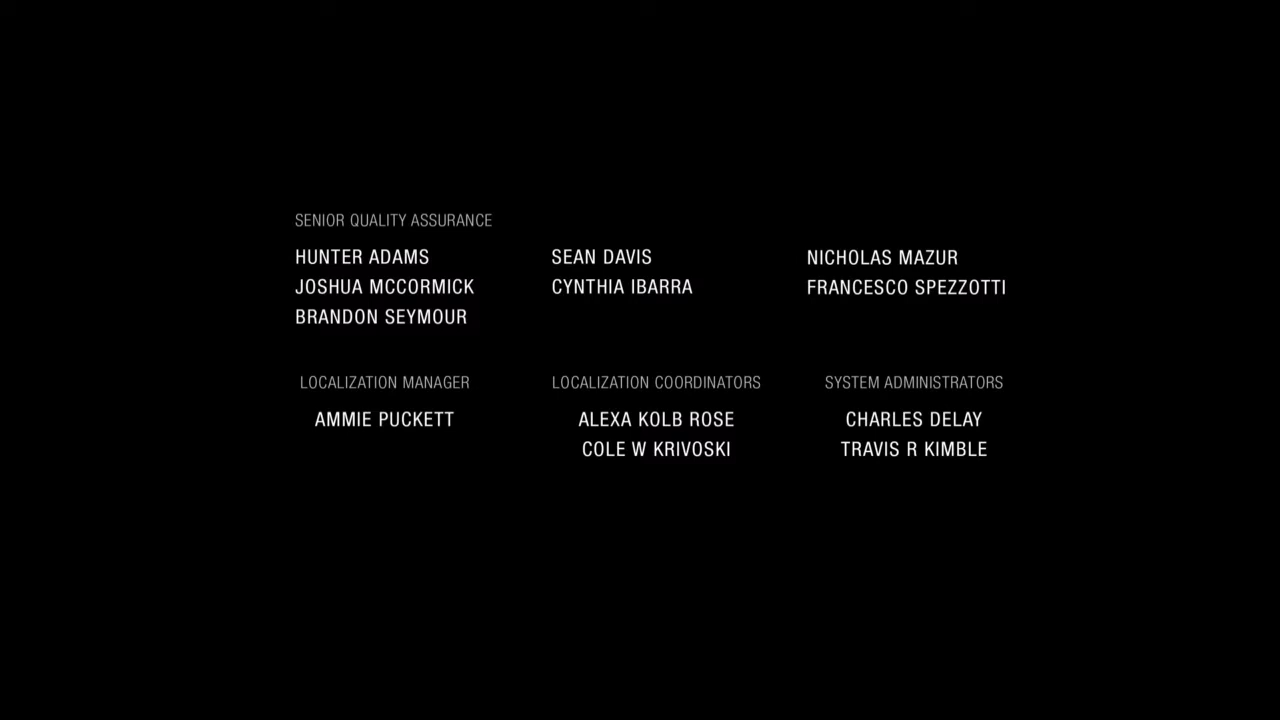 SENIOR QUALITY ASSURANCE
HUNTER ADAMS SEAN DAVIS NICHOLAS MAZUR
JOSHUA MCCORMICK CYNTHIA IBARRA FRANCESCO SPEZZOTTI
BRANDON SEYMOUR
LOCALIZATION MANAGER LOCALIZATION COORDINATORS SYSTEM ADMINISTRATORS
AMMIE PUCKETT ALEXA KOLB ROSE CHARLES DELAY
COLE W KRIVOSKI TRAVIS R KIMBLE